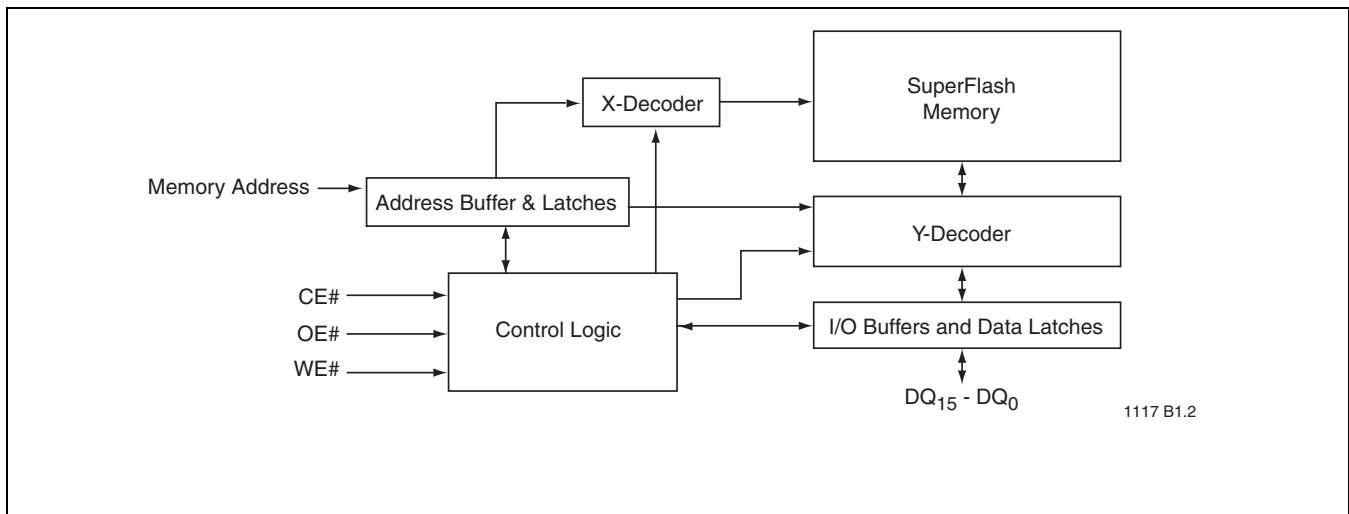 SuperFlash
Memory
X-Decoder
Memory Address
Address Buffer & Latches
Y-Decoder
CE#
OE#
WE#
Control Logic
I/O Buffers and Data Latches
DQ15 - DQ0
1117 B1.2